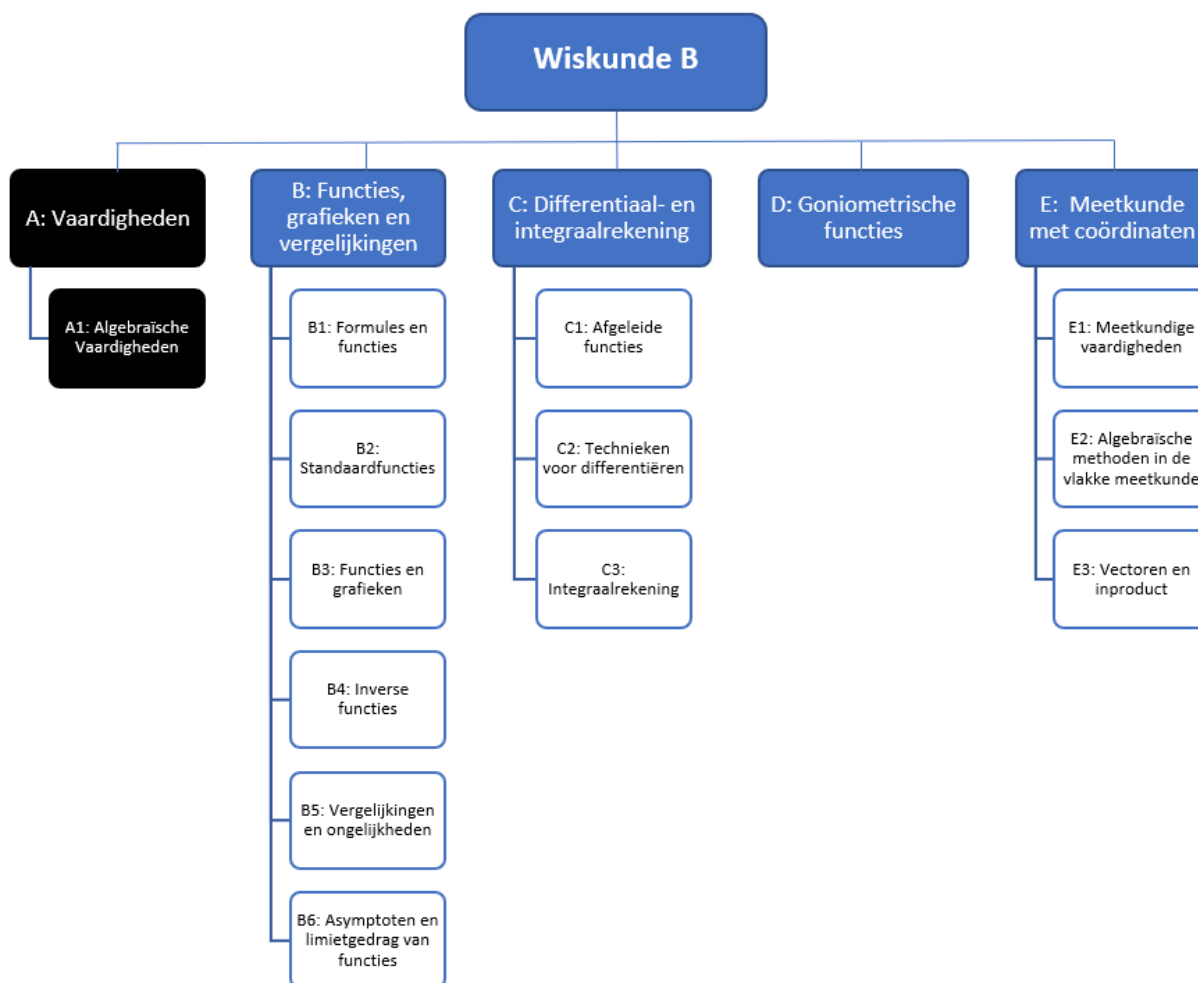 Wiskunde B
A: Vaardigheden
A1: Algebraïsche
Vaardigheden
B: Functies,
grafieken en
vergelijkingen
B1: Formules en
functies
B2:
Standaardfuncties
B3: Functies en
grafieken
B4: Inverse
functies
B5: Vergelijkingen
en ongelijkheden
B6: Asymptoten en
limietgedrag van
functies
C: Differentiaal- en
integraalrekening
C1: Afgeleide
functies
C2: Technieken
voor differentiëren
C3:
Integraalrekening
D: Goniometrische
functies
E: Meetkunde
met coördinaten
E1: Meetkundige
vaardigheden
E2: Algebraïsche
methoden in de
vlakke meetkunde
E3: Vectoren en
inproduct